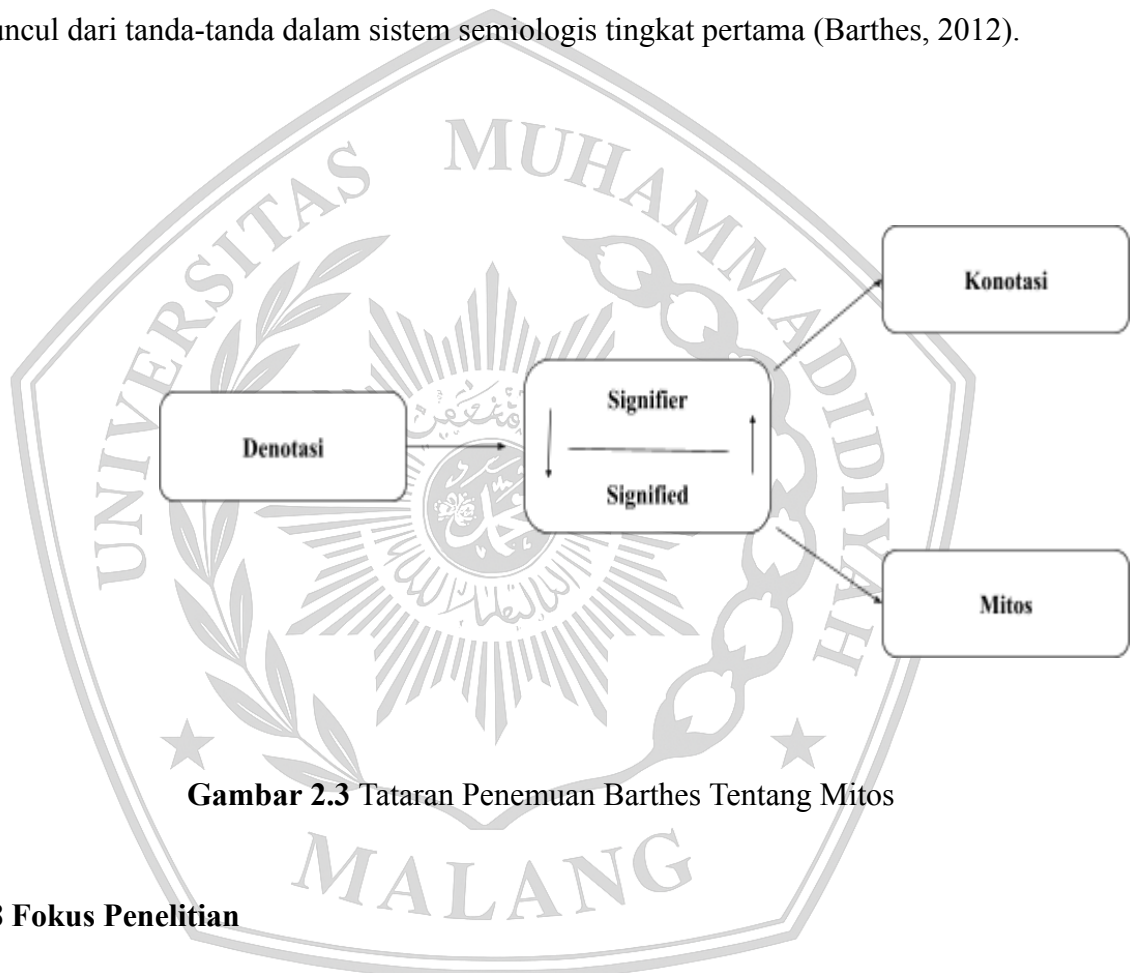 uncul dari tanda-tanda dalam sistem semiologis tingkat pertama (Barthes, 2012).
UNIVERSITAS MUHAMMADIYAH
Konotasi
Signifier
Denotasi
Signified
Mitos
Gambar 2.3 Tataran Penemuan Barthes Tentang Mitos
MALANG
8 Fokus Penelitian